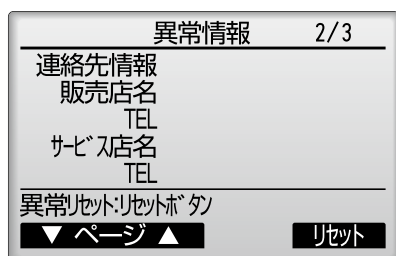 異常情報 2/3
連絡先情報
販売店名
TEL
サービス店名
TEL
異常リセット:リセットボタン
▼ ページ ▲ リセット